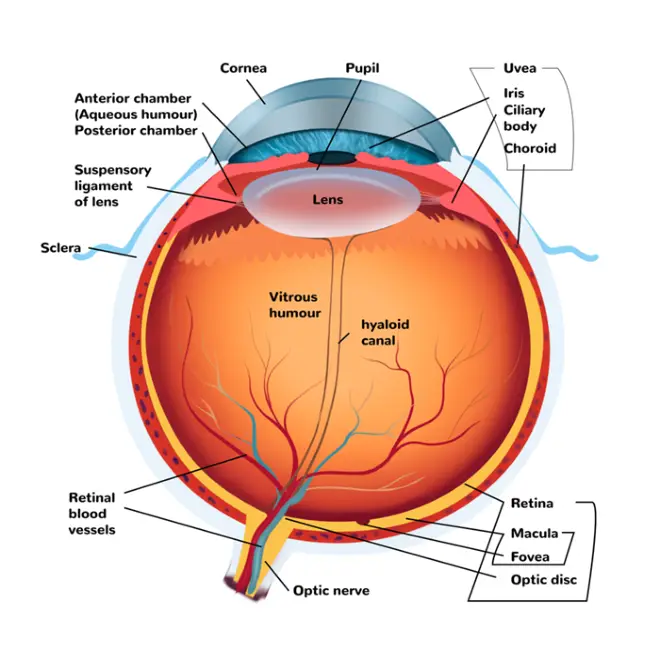 Cornea
Pupil
Uvea
Anterior chamber
(Aqueous humour)
Posterior chamber
Iris
Ciliary
body
Choroid
Suspensory
ligament
of lens
Lens
Sclera
Vitrous
humour
hyaloid
canal
Retinal
blood
vessels
Retina
Macula
Fovea
Optic disc
Optic nerve